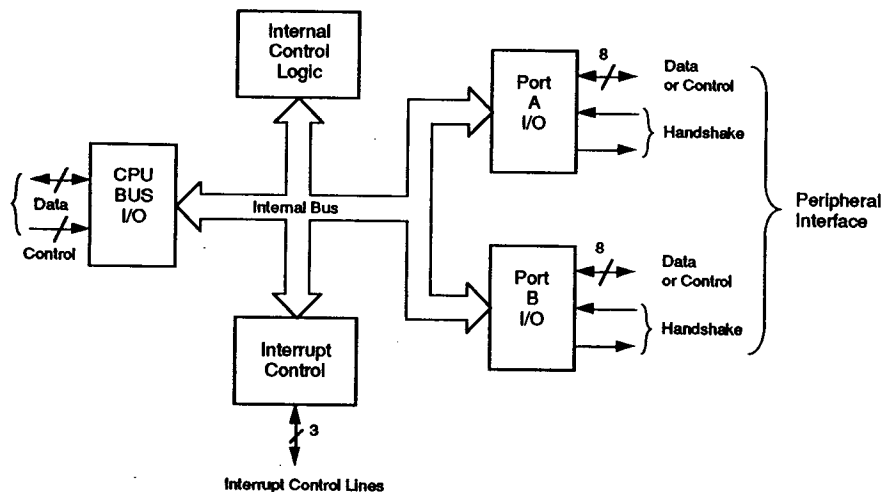 Internal
Control
Logic
CPU
BUS
I/O
Data
Control
Internal Bus
Interrupt
Control
3
Interrupt Control Lines
Port
A
I/O
8
Data
or Control
Handshake
Port
B
I/O
8
Data
or Control
Handshake
Peripheral
Interface